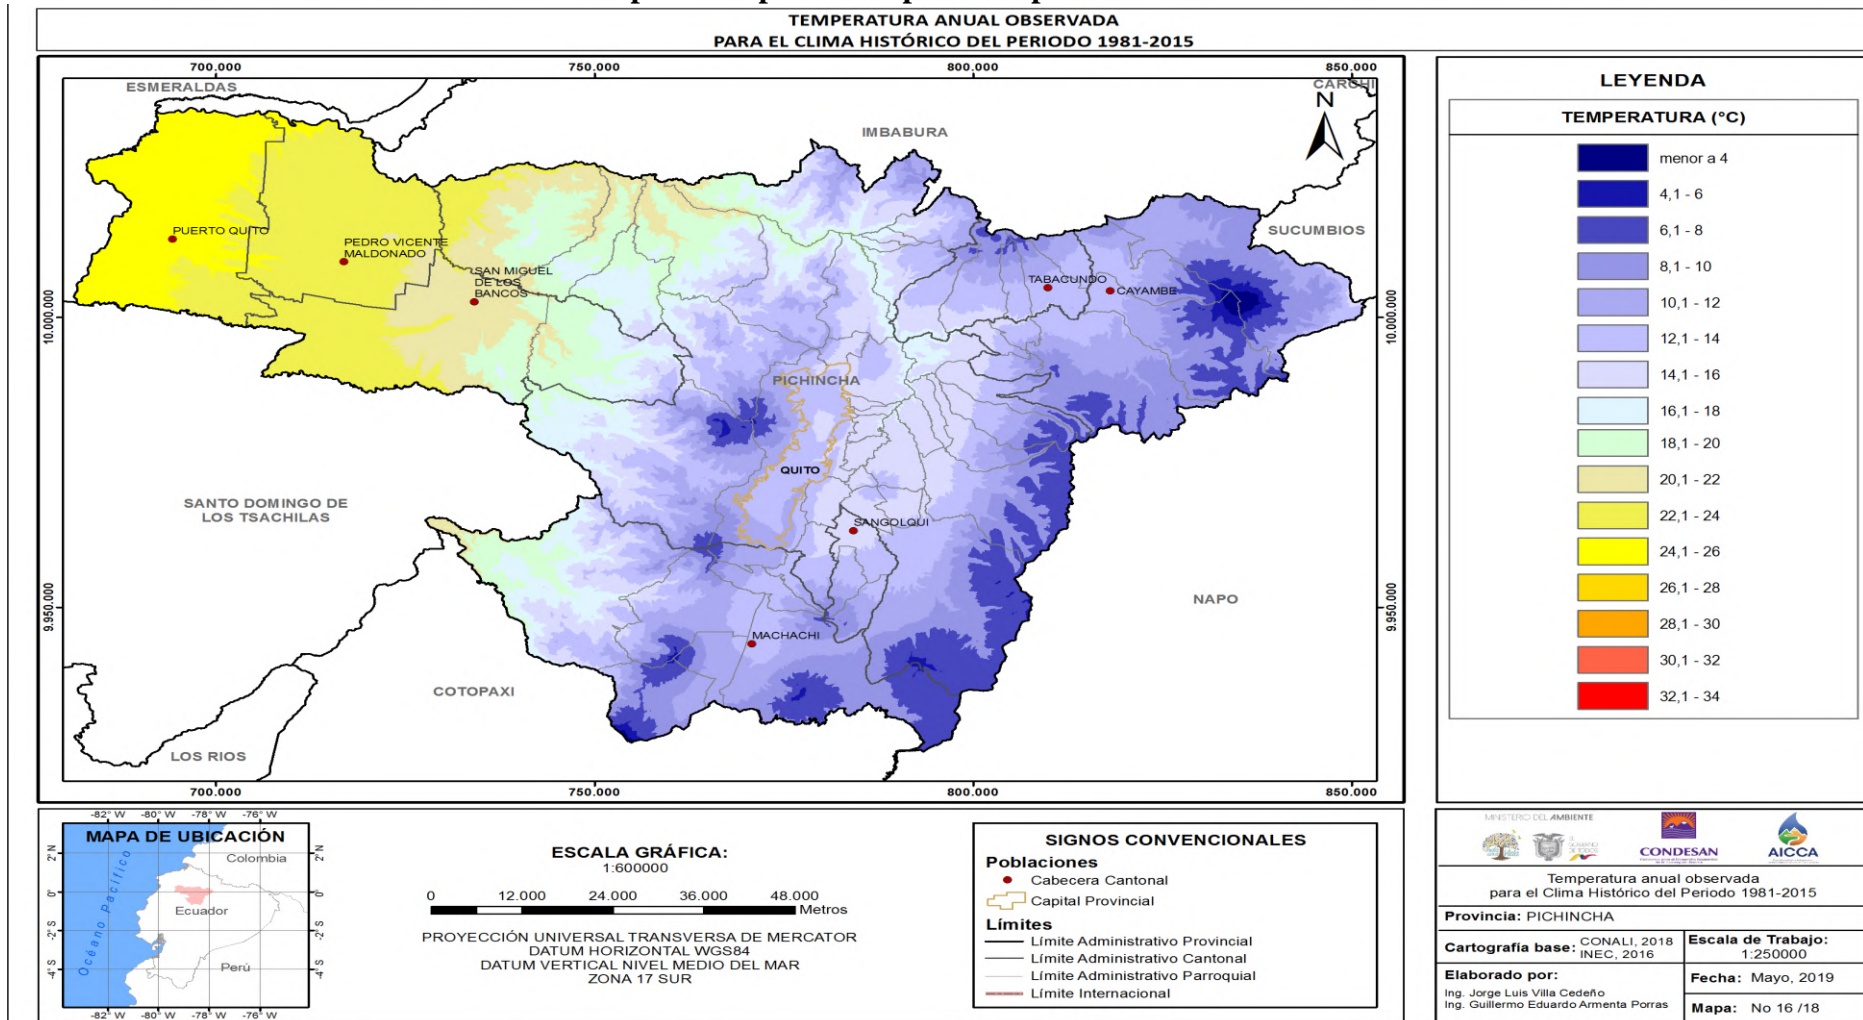 TEMPERATURA ANUAL OBSERVADA
PARA EL CLIMA HISTÓRICO DEL PERIODO 1981-2015
700.000
750.000
800.000
850.000
ESMERALDAS
CARCHI
N
IMBABURA
SUCUMBIOS
PUERTO QUITO
PEDRO VICENTE
MALDONADO
SAN MIGUEL
DE LOS
BANCOS
TABACUNDO
CAYAMBE
10.000.000
10.000.000
PICHINCHA
QUITO
SANTO DOMINGO DE
LOS TSACHILAS
SANGOLQUI
NAPO
9.950.000
9.950.000
MACHACHI
COTOPAXI
LOS RIOS
700.000
750.000
800.000
850.000
LEYENDA
TEMPERATURA (°C)
menor a 4
4,1 - 6
6,1 - 8
8,1 - 10
10,1 - 12
12,1 - 14
14,1 - 16
16,1 - 18
18,1 - 20
20,1 - 22
22,1 - 24
24,1 - 26
26,1 - 28
28,1 - 30
30,1 - 32
32,1 - 34
-82° W -80° W -78° W -76° W
MAPA DE UBICACIÓN
Colombia
Océano Pacífico
Ecuador
Perú
2°N
0°
2°S
4°S
2°N
0°
2°S
4°S
-82° W -80° W -78° W -76° W
ESCALA GRÁFICA:
1:600000
0 12.000 24.000 36.000 48.000
Metros
PROYECCIÓN UNIVERSAL TRANSVERSA DE MERCATOR
DATUM HORIZONTAL WGS84
DATUM VERTICAL NIVEL MEDIO DEL MAR
ZONA 17 SUR
SIGNOS CONVENCIONALES
Poblaciones
Cabecera Cantonal
Capital Provincial
Límites
Límite Administrativo Provincial
Límite Administrativo Cantonal
Límite Administrativo Parroquial
Límite Internacional
MINISTERIO DEL AMBIENTE
CONDESAN
AICCA
Temperatura anual observada
para el Clima Histórico del Periodo 1981-2015
Provincia: PICHINCHA
Cartografía base: CONALI, 2018
INEC, 2016
Escala de Trabajo:
1:250000
Elaborado por:
Ing. Jorge Luis Villa Cedeño
Ing. Guillermo Eduardo Armenta Porras
Fecha: Mayo, 2019
Mapa: No 16 /18